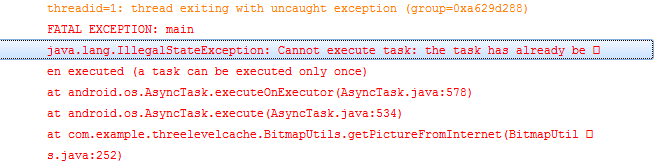 threadid=1: thread exiting with uncaught exception (group=0xa629d288)
FATAL EXCEPTION: main
java.lang.IllegalStateException: Cannot execute task: the task has already be
en executed (a task can be executed only once)
at android.os.AsyncTask.executeOnExecutor(AsyncTask.java:578)
at android.os.AsyncTask.execute(AsyncTask.java:534)
at com.example.threelevelcache.BitmapUtils.getPictureFromInternet(BitmapUtil
s.java:252)